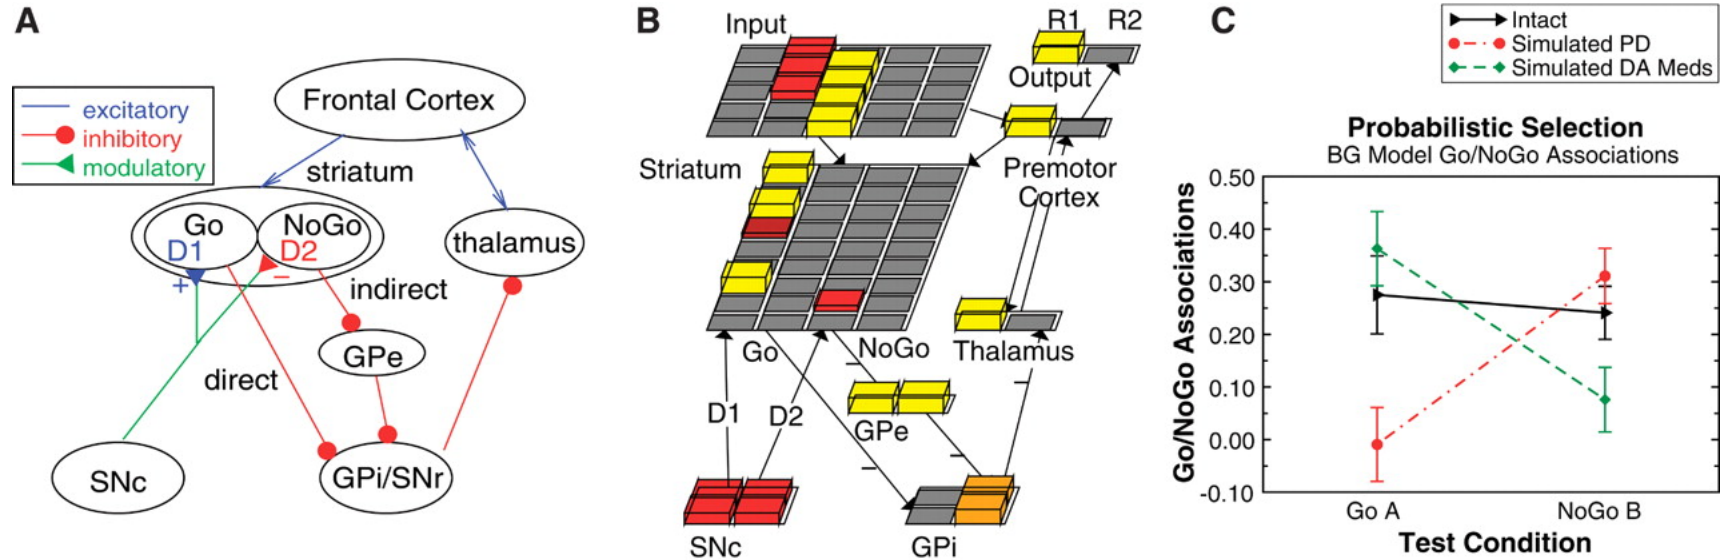 A
excitatory
inhibitory
modulatory
Frontal Cortex
striatum
Go
NoGo
D1
D2
+
−
thalamus
indirect
GPe
direct
SNc
GPi/SNr
B
Input
R1 R2
Output
Striatum
Premotor
Cortex
Go
NoGo
Thalamus
D1
D2
GPe
SNc
GPi
C
Intact
Simulated PD
Simulated DA Meds
Probabilistic Selection
BG Model Go/NoGo Associations
Go/NoGo Associations
0.50
0.40
0.30
0.20
0.10
0.00
-0.10
Go A
NoGo B
Test Condition